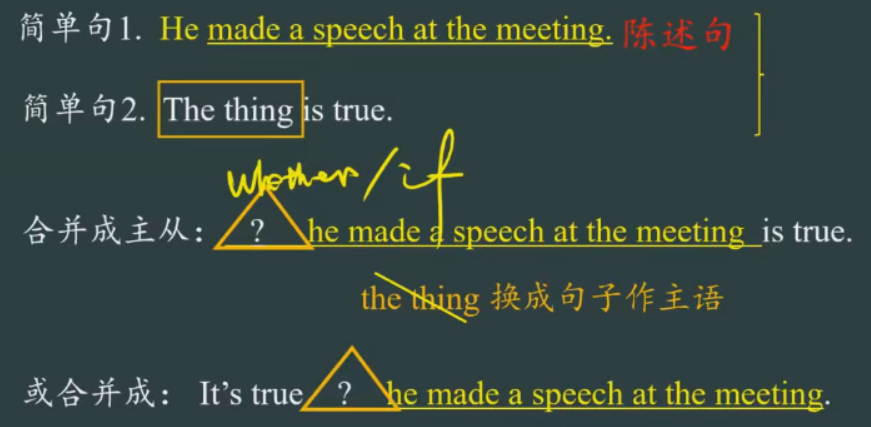 简单句1. He made a speech at the meeting. 陈述句
简单句2. The thing is true.
whether/if
合并成主从： ? he made a speech at the meeting is true.
the thing 换成句子作主语
或合并成： It's true ? he made a speech at the meeting.